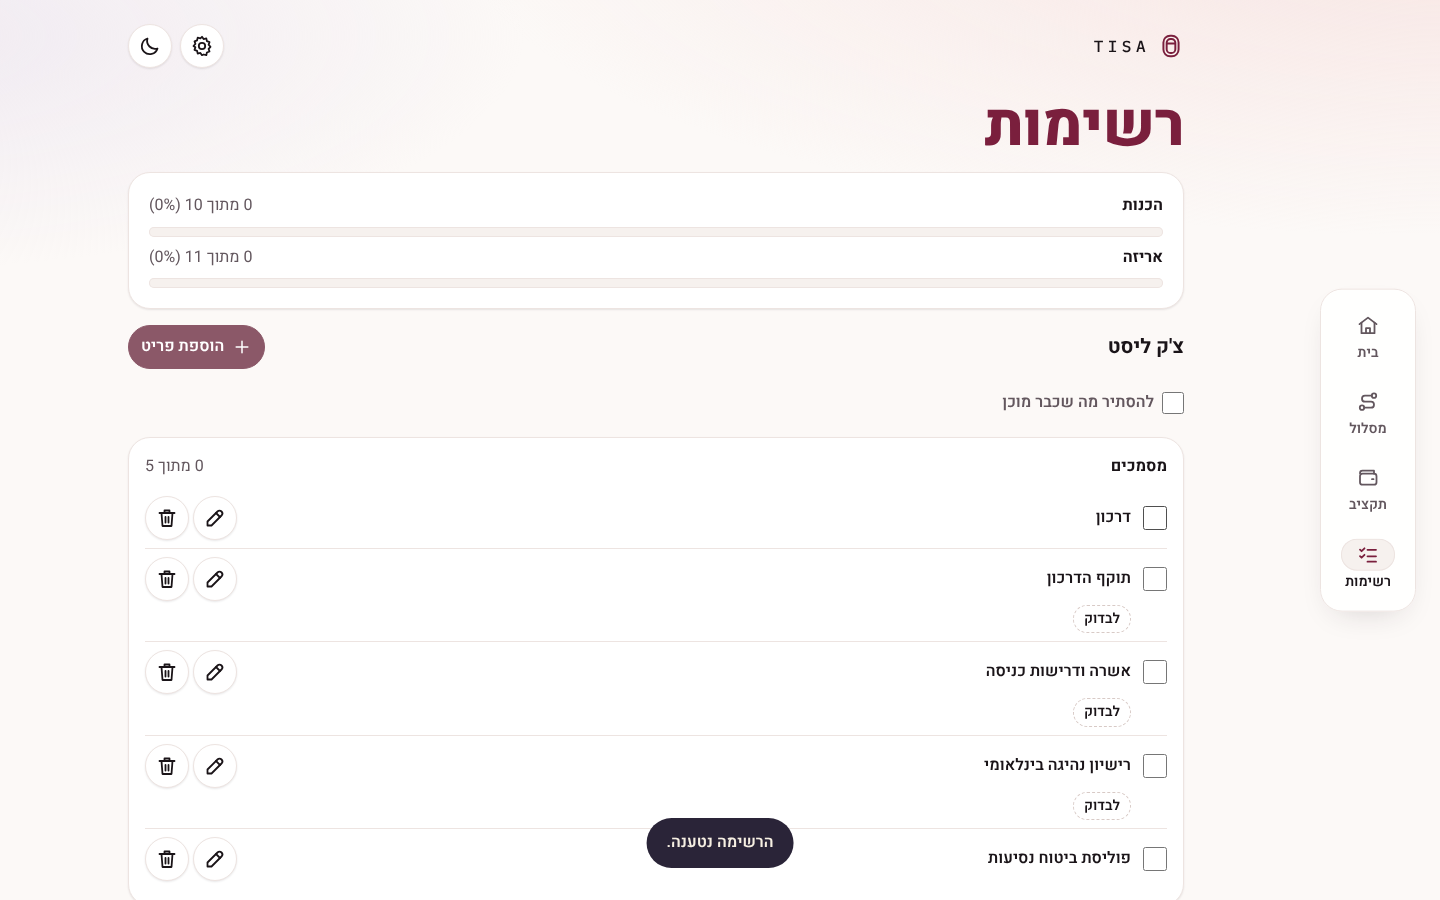 TISA
רשימות
הכנות
0 מתוך 10 (0%)
אריזה
0 מתוך 11 (0%)
צ'ק ליסט
הוספת פריט
להסתיר מה שכבר מוכן
מסמכים
0 מתוך 5
דרכון
תוקף הדרכון
לבדוק
אשרה ודרישות כניסה
לבדוק
רישיון נהיגה בינלאומי
לבדוק
פוליסת ביטוח נסיעות
הרשימה נטענה.
בית
מסלול
תקציב
רשימות